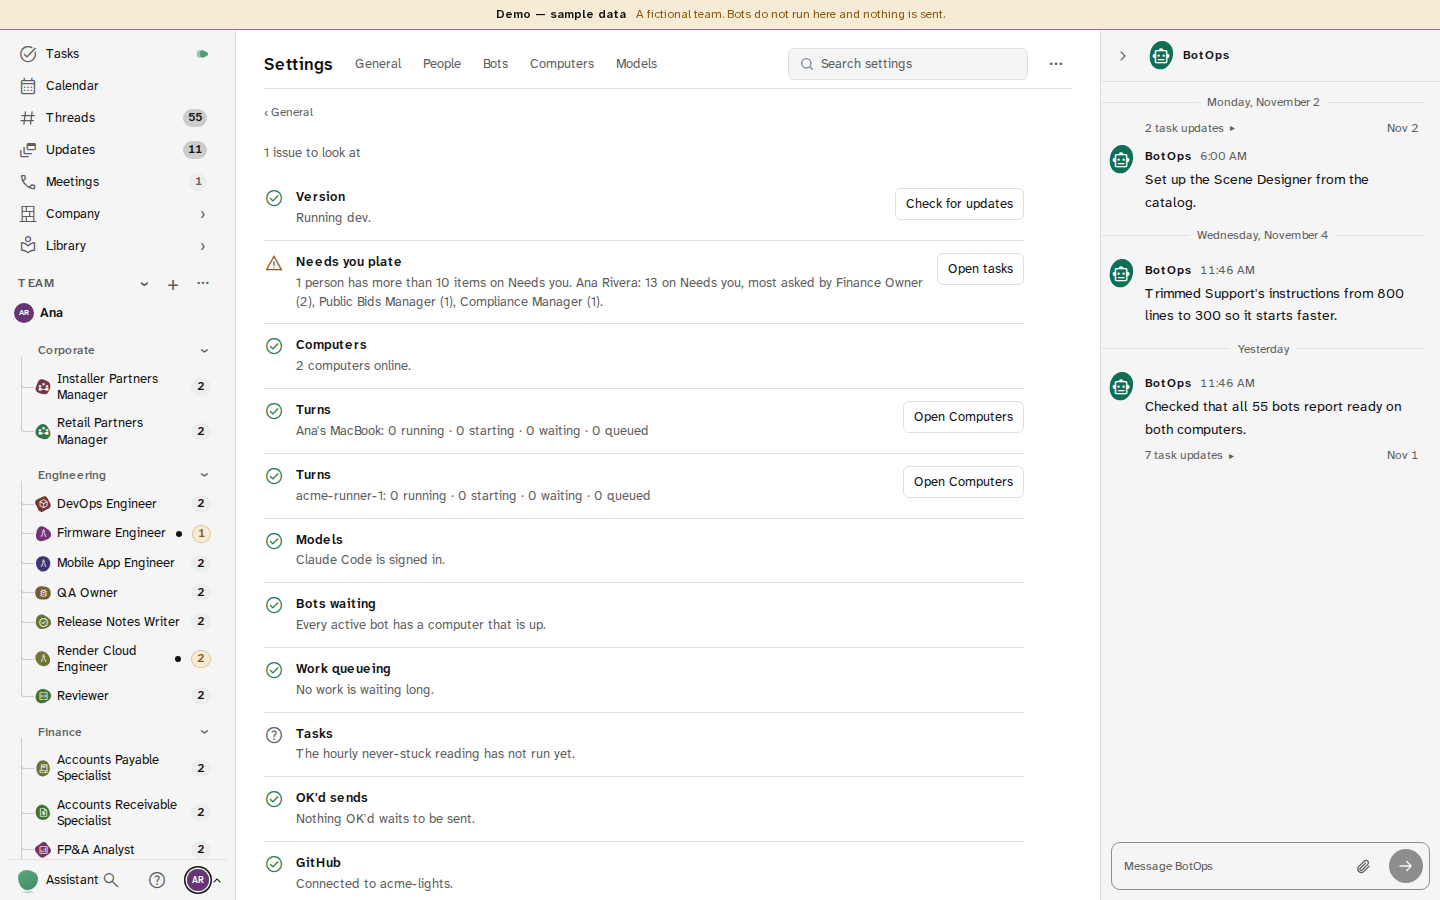 Demo — sample data A fictional team. Bots do not run here and nothing is sent.
Tasks
Calendar
Threads 55
Updates 11
Meetings 1
Company
Library
TEAM
AR Ana
Corporate
Installer Partners
Manager 2
Retail Partners
Manager 2
Engineering
DevOps Engineer 2
Firmware Engineer 1
Mobile App Engineer 2
QA Owner 2
Release Notes Writer 2
Render Cloud
Engineer 2
Reviewer 2
Finance
Accounts Payable
Specialist 2
Accounts Receivable
Specialist 2
FP&A Analyst 2
Assistant AR
Settings General People Bots Computers Models Search settings
‹ General
1 issue to look at
Version
Running dev.
Check for updates
Needs you plate
1 person has more than 10 items on Needs you. Ana Rivera: 13 on Needs you, most asked by Finance Owner
(2), Public Bids Manager (1), Compliance Manager (1).
Open tasks
Computers
2 computers online.
Turns
Ana's MacBook: 0 running · 0 starting · 0 waiting · 0 queued
Open Computers
Turns
acme-runner-1: 0 running · 0 starting · 0 waiting · 0 queued
Open Computers
Models
Claude Code is signed in.
Bots waiting
Every active bot has a computer that is up.
Work queueing
No work is waiting long.
Tasks
The hourly never-stuck reading has not run yet.
OK'd sends
Nothing OK'd waits to be sent.
GitHub
Connected to acme-lights.
BotOps
Monday, November 2
2 task updates ▸ Nov 2
BotOps 6:00 AM
Set up the Scene Designer from the
catalog.
Wednesday, November 4
BotOps 11:46 AM
Trimmed Support's instructions from 800
lines to 300 so it starts faster.
Yesterday
BotOps 11:46 AM
Checked that all 55 bots report ready on
both computers.
7 task updates ▸ Nov 1
Message BotOps